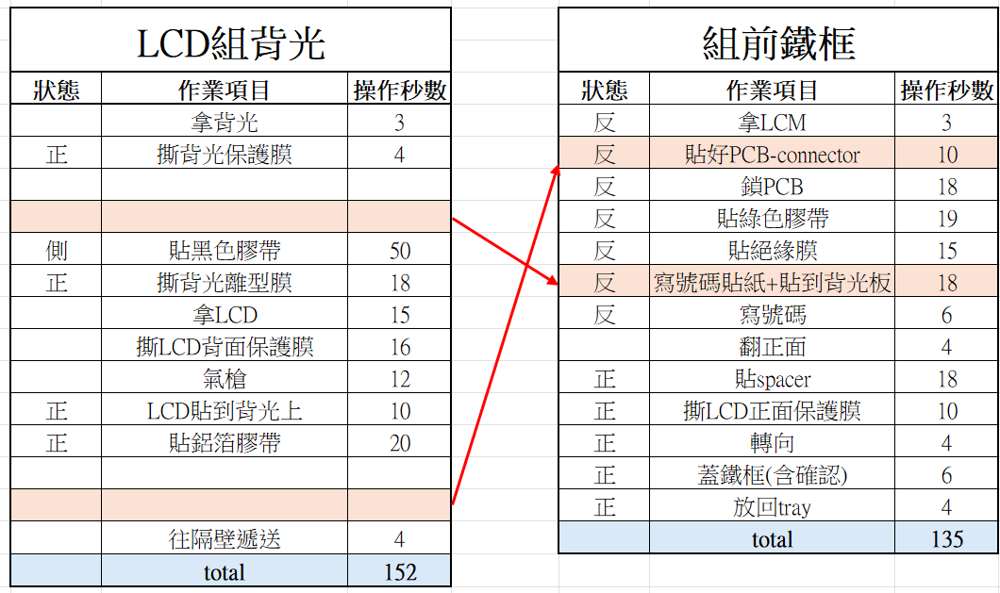 LCD組背光
狀態 作業項目 操作秒數
拿背光 3
正 撕背光保護膜 4
側 貼黑色膠帶 50
正 撕背光離型膜 18
拿LCD 15
撕LCD背面保護膜 16
氣槍 12
正 LCD貼到背光上 10
正 貼鋁箔膠帶 20
往隔壁遞送 4
total 152
組前鐵框
狀態 作業項目 操作秒數
反 拿LCM 3
反 貼好PCB-connector 10
反 鎖PCB 18
反 貼綠色膠帶 19
反 貼絕緣膜 15
反 寫號碼貼紙+貼到背光板 18
反 寫號碼 6
翻正面 4
正 貼spacer 18
正 撕LCD正面保護膜 10
正 轉向 4
正 蓋鐵框(含確認) 6
正 放回tray 4
total 135